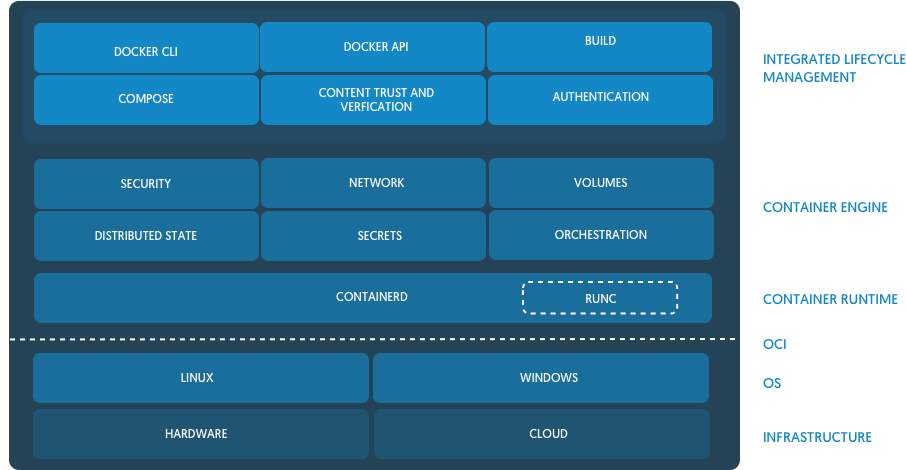 DOCKER CLI
DOCKER API
BUILD
INTEGRATED LIFECYCLE
MANAGEMENT
COMPOSE
CONTENT TRUST AND
VERFICATION
AUTHENTICATION
SECURITY
NETWORK
VOLUMES
CONTAINER ENGINE
DISTRIBUTED STATE
SECRETS
ORCHESTRATION
CONTAINERD
RUNC
CONTAINER RUNTIME
OCI
LINUX
WINDOWS
OS
HARDWARE
CLOUD
INFRASTRUCTURE